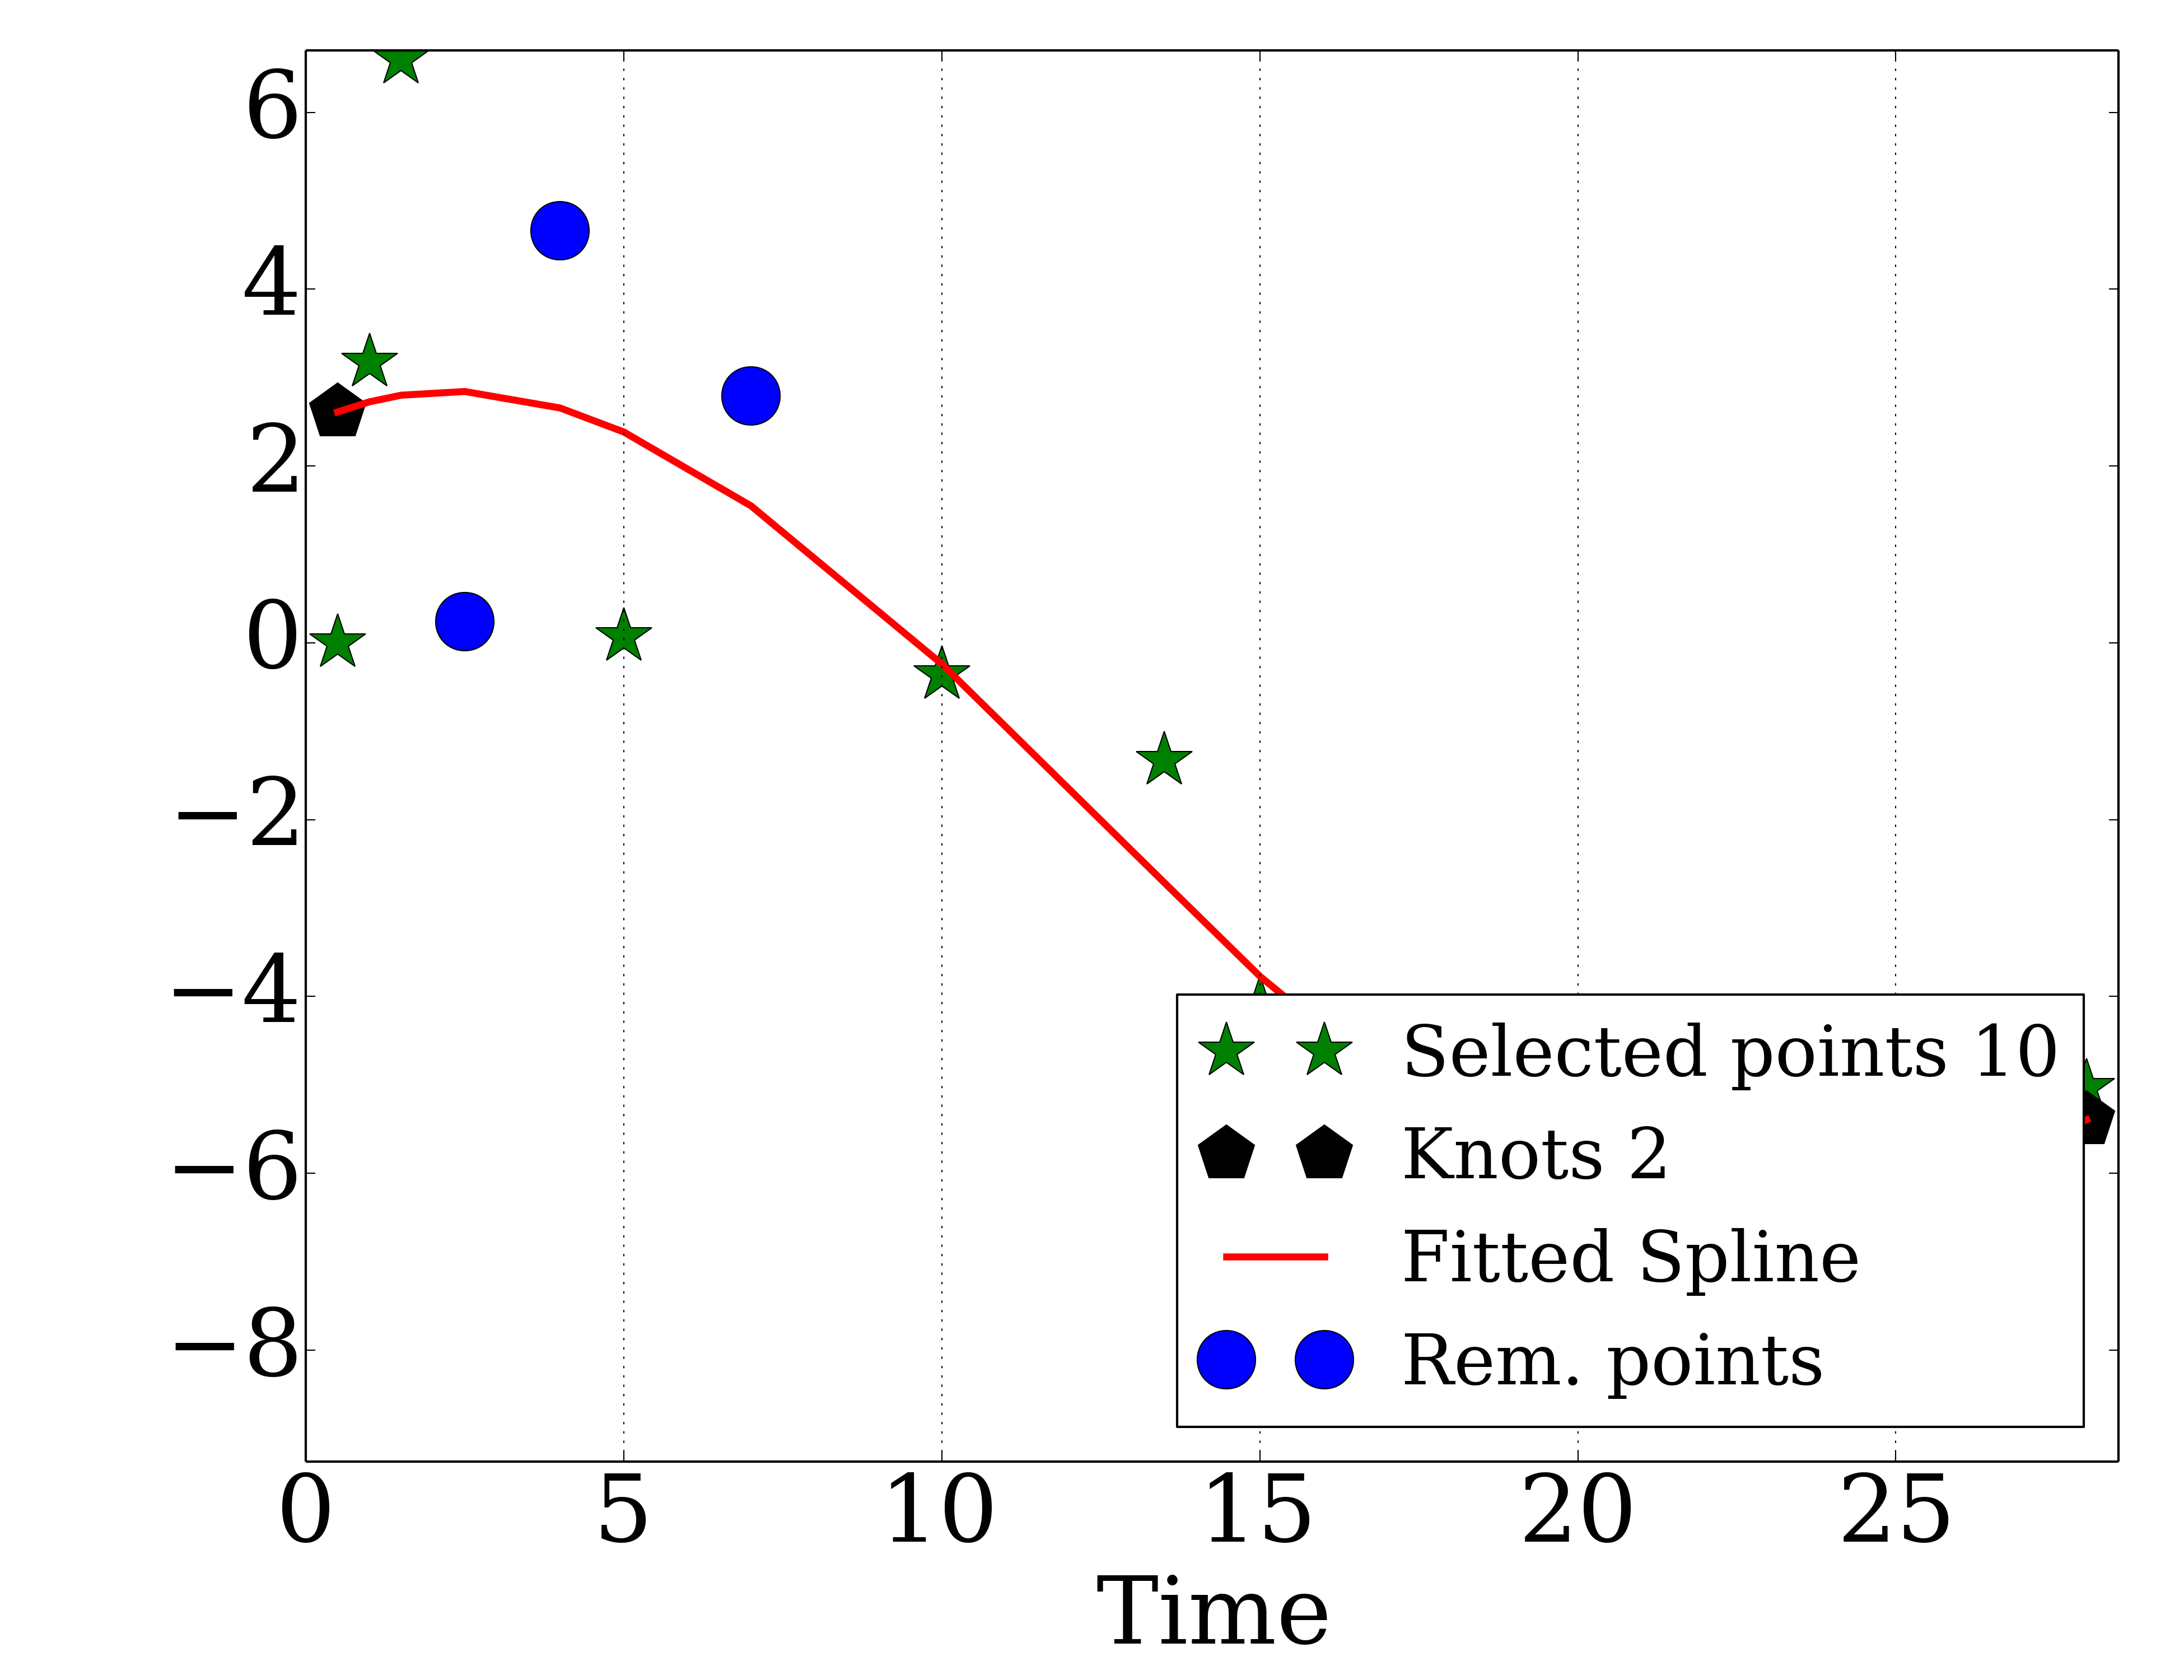 6
4
2
0
−2
−4
−6
−8
Selected points 10
Knots 2
Fitted Spline
Rem. points
0 5 10 15 20 25
Time